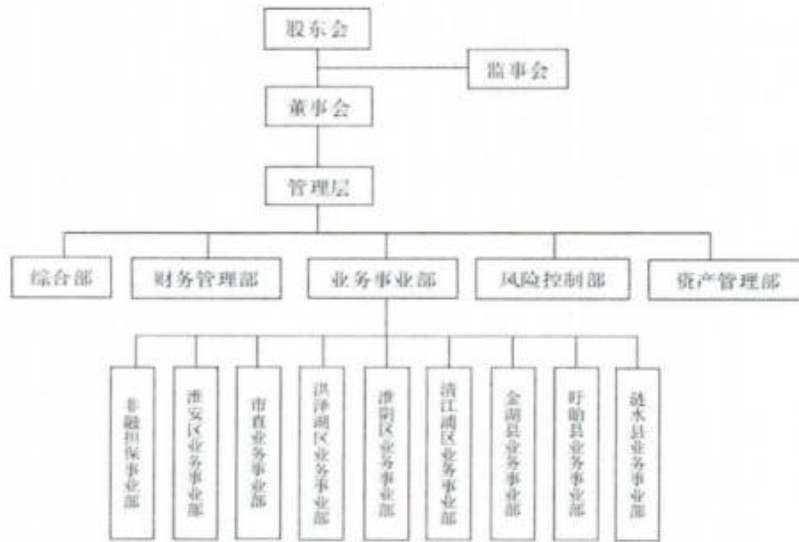 股东会
监事会
董事会
管理层
综合部
财务管理部
业务事业部
风险控制部
资产管理部
非融担保事业部
淮安区业务事业部
市直业务事业部
洪泽湖区业务事业部
淮阴区业务事业部
清江浦区业务事业部
金湖县业务事业部
盱眙县业务事业部
涟水县业务事业部